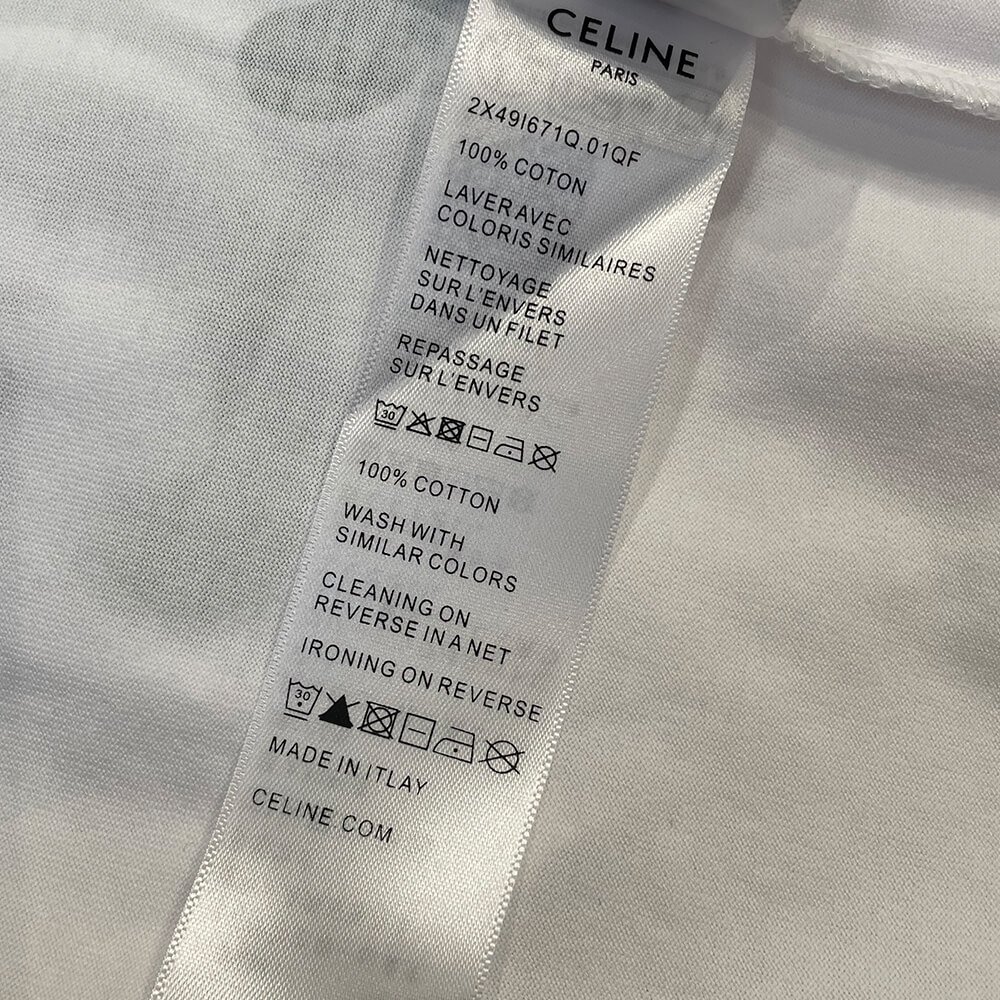 CELINE
PARIS
2X49I671Q.01QF
100% COTON
LAVER AVEC
COLORIS SIMILAIRES
NETTOYAGE
SUR L'ENVERS
DANS UN FILET
REPASSAGE
SUR L'ENVERS
30
100% COTTON
WASH WITH
SIMILAR COLORS
CLEANING ON
REVERSE IN A NET
IRONING ON REVERSE
30
MADE IN ITLAY
CELINE.COM